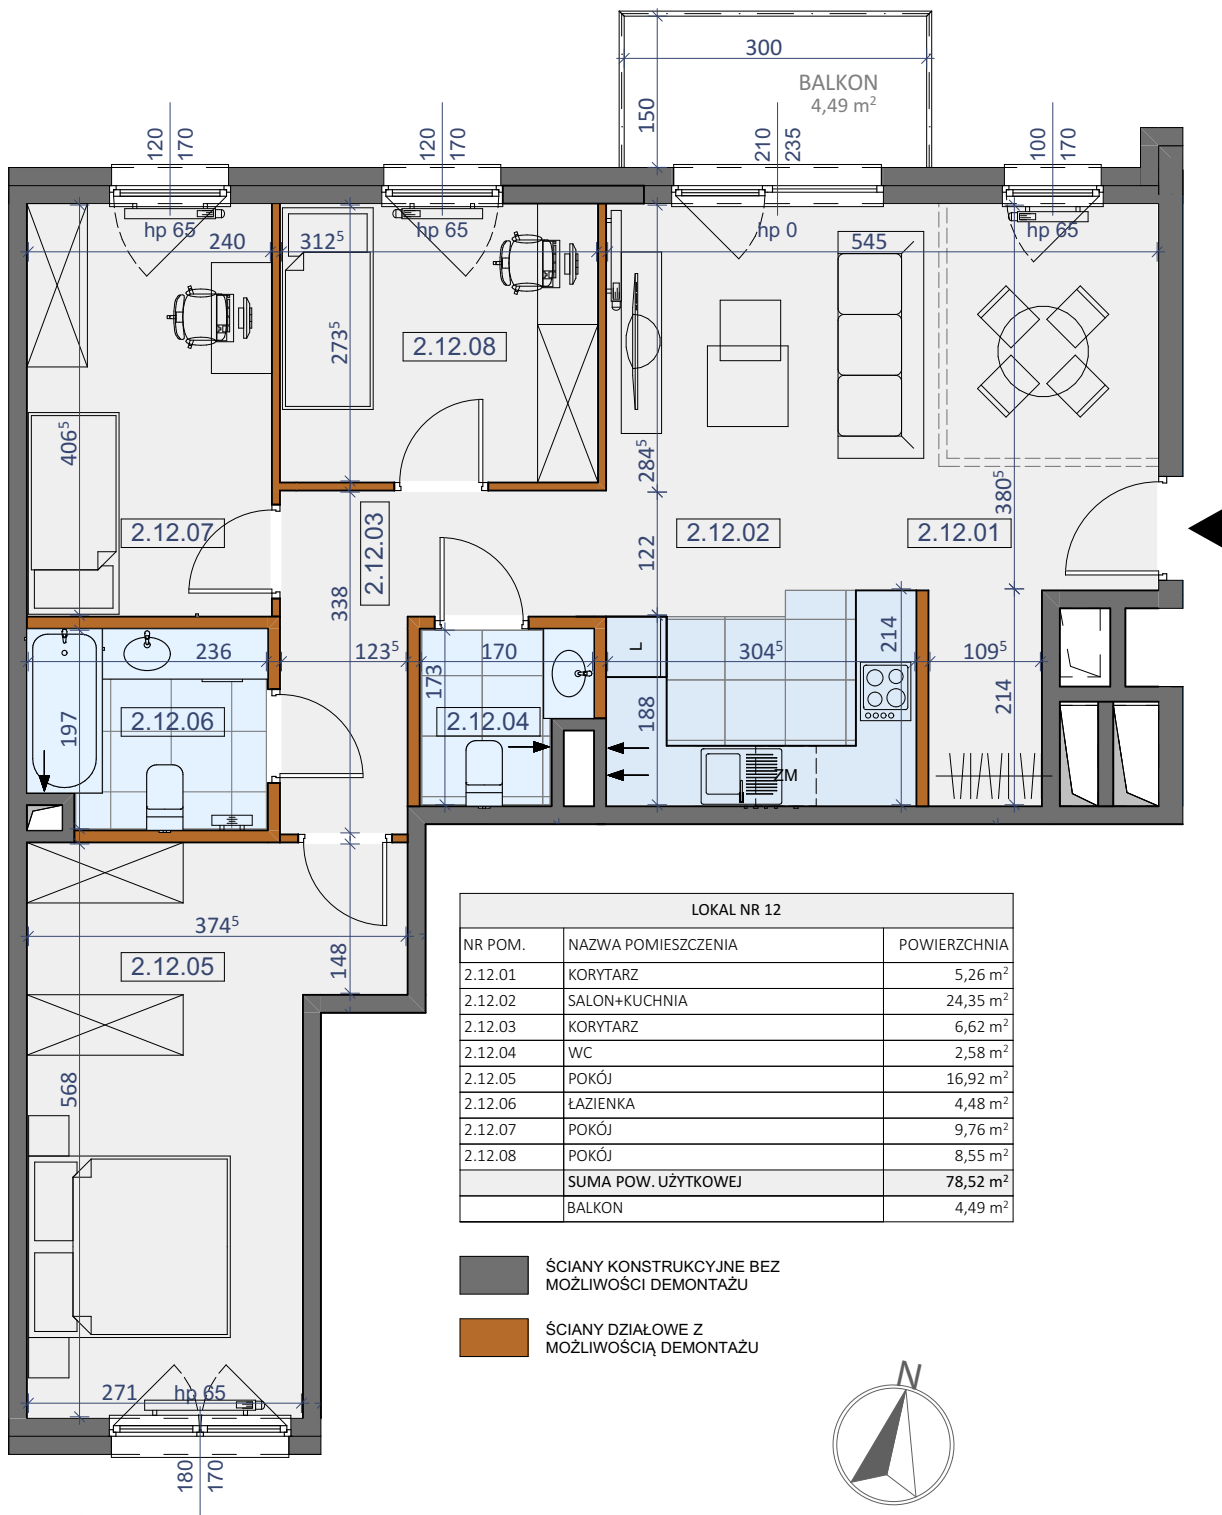 300
BALKON
4,49 m²
150
120
170
120
170
210
235
100
170
hp 65
hp 65
hp 0
hp 65
240
312⁵
545
273⁵
2.12.08
406⁵
284⁵
380⁵
2.12.07
2.12.03
2.12.02
2.12.01
122
338
236
123⁵
170
L
304⁵
214
109⁵
173
197
2.12.06
2.12.04
188
214
ZM
374⁵
2.12.05
148
568
271
hp 65
180
170
LOKAL NR 12
NR POM. NAZWA POMIESZCZENIA POWIERZCHNIA
2.12.01 KORYTARZ 5,26 m²
2.12.02 SALON+KUCHNIA 24,35 m²
2.12.03 KORYTARZ 6,62 m²
2.12.04 WC 2,58 m²
2.12.05 POKÓJ 16,92 m²
2.12.06 ŁAZIENKA 4,48 m²
2.12.07 POKÓJ 9,76 m²
2.12.08 POKÓJ 8,55 m²
SUMA POW. UŻYTKOWEJ 78,52 m²
BALKON 4,49 m²
ŚCIANY KONSTRUKCYJNE BEZ
MOŻLIWOŚCI DEMONTAŻU
ŚCIANY DZIAŁOWE Z
MOŻLIWOŚCIĄ DEMONTAŻU
N